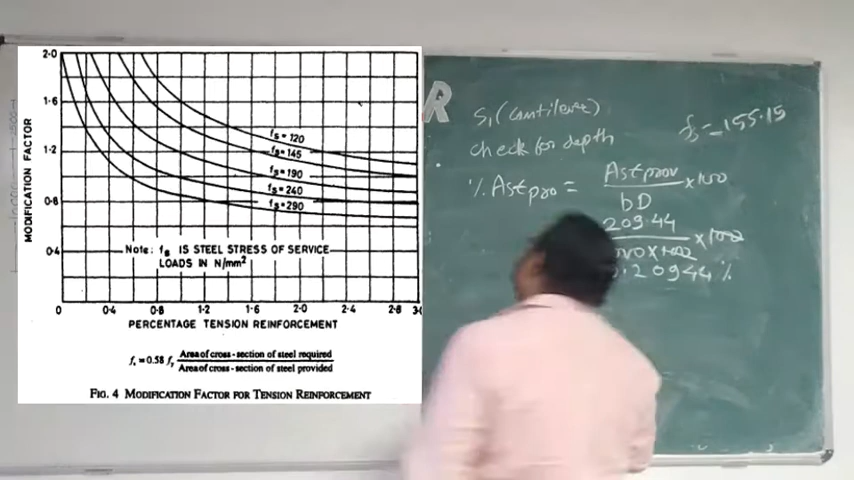 2·0
1·6
1·2
0·8
0·4
0
0·4
0·8
1·2
1·6
2·0
2·4
2·8
MODIFICATION FACTOR
fs = 120
fs = 145
fs = 190
fs = 240
fs = 290
Note: fs IS STEEL STRESS OF SERVICE
LOADS IN N/mm2
PERCENTAGE TENSION REINFORCEMENT
fs = 0.58 fy Area of cross-section of steel required
Area of cross-section of steel provided
FIG. 4 MODIFICATION FACTOR FOR TENSION REINFORCEMENT
R
S1 (cantilever)
fs = 155.15
check for depth
% Ast pro = Ast prov × 100
bD
209.44
× 100
20944 %